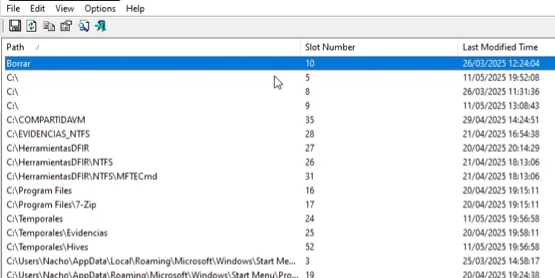 File Edit View Options Help
Path / Slot Number Last Modified Time
Borrar 10 26/03/2025 12:24:04
C:\ 5 11/05/2025 19:52:08
C:\ 8 26/03/2025 11:31:36
C:\ 9 11/05/2025 13:08:43
C:\COMPARTIDAVM 35 29/04/2025 14:24:51
C:\EVIDENCIAS_NTFS 28 21/04/2025 16:54:38
C:\HerramientasDFIR 27 20/04/2025 20:14:29
C:\HerramientasDFIR\NTFS 26 21/04/2025 18:13:06
C:\HerramientasDFIR\NTFS\MFTECmd 31 21/04/2025 18:13:06
C:\Program Files 16 20/04/2025 19:15:11
C:\Program Files\7-Zip 17 20/04/2025 19:15:11
C:\Temporales 24 11/05/2025 19:56:58
C:\Temporales\Evidencias 25 20/04/2025 19:58:11
C:\Temporales\Hives 52 11/05/2025 19:56:58
C:\Users\Nacho\AppData\Local\Roaming\Microsoft\Windows\Start Me... 3 25/03/2025 14:58:17
C:\Users\Nacho\AppData\Roaming\Microsoft\Windows\Start Menu\Pro... 19 20/04/2025 19:24:38